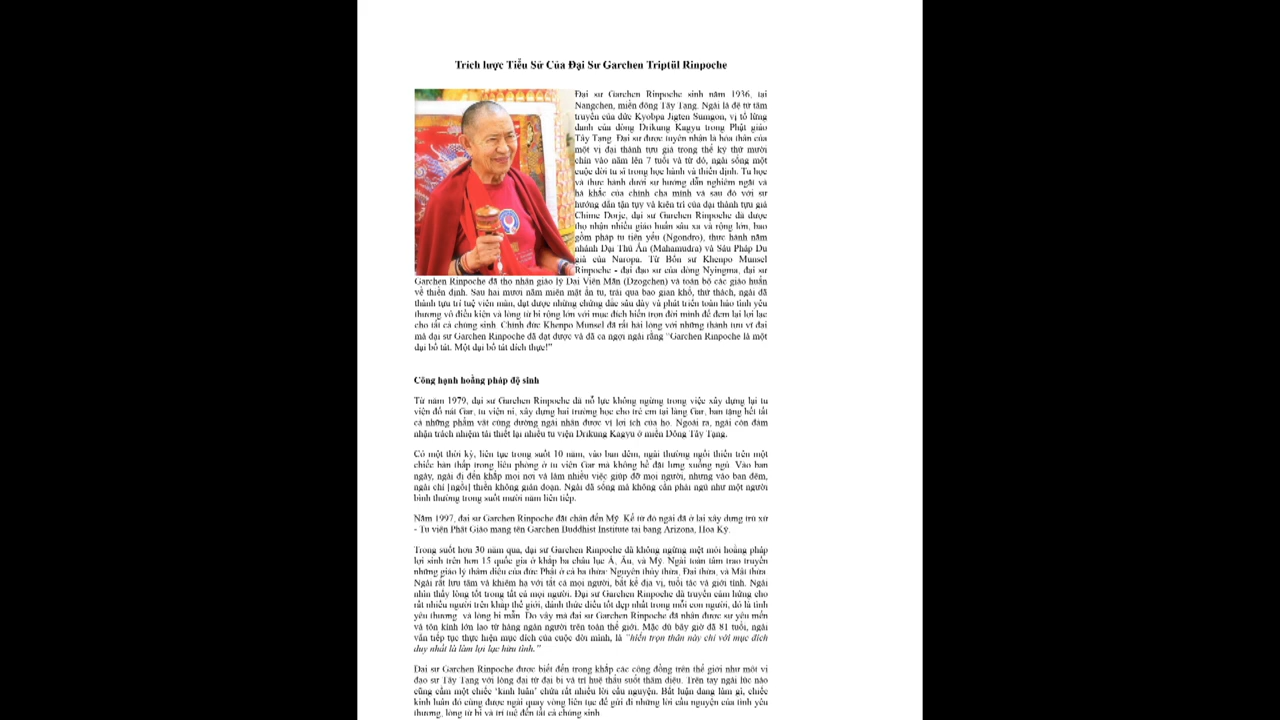 Trích lược Tiểu Sử Của Đại Sư Garchen Triptül Rinpoche
Đại sư Garchen Rinpoche sinh năm 1936, tại
Nangchen, miền đông Tây Tạng. Ngài là đệ tử tâm
truyền của đức Kyobpa Jigten Sumgon, vị tổ lừng
danh của dòng Drikung Kagyu trong Phật giáo
Tây Tạng. Đại sư được tuyên nhận là hóa thân của
một vị đại thành tựu giả trong thế kỷ thứ mười
chín vào năm lên 7 tuổi và từ đó, ngài sống một
cuộc đời tu sĩ trong học hành và thiền định. Tu học
và thực hành dưới sự hướng dẫn nghiêm ngặt và
hà khắc của chính cha mình và sau đó với sự
hướng dẫn tận tụy và kiên trì của đại thành tựu giả
Chime Dorje, đại sư Garchen Rinpoche đã được
thọ nhận nhiều giáo huấn sâu xa và rộng lớn, bao
gồm pháp tu tiên yếu (Ngondro), thực hành năm
nhánh Đại Thủ Ấn (Mahamudra) và Sáu Pháp Du
già của Naropa. Từ Bổn sư Khenpo Munsel
Rinpoche - đại đạo sư của dòng Nyingma, đại sư
Garchen Rinpoche đã thọ nhận giáo lý Đại Viên Mãn (Dzogchen) và toàn bộ các giáo huấn
về thiền định. Sau hai mươi năm miên mật ẩn tu, trải qua bao gian khổ, thử thách, ngài đã
thành tựu trí tuệ viên mãn, đạt được những chứng đắc sâu dày và phát triển toàn hảo tình yêu
thương vô điều kiện và lòng từ bi rộng lớn với mục đích hiến trọn đời mình để đem lại lợi lạc
cho tất cả chúng sinh. Chính đức Khenpo Munsel đã rất hài lòng với những thành tựu vĩ đại
mà đại sư Garchen Rinpoche đã đạt được và đã ca ngợi ngài rằng “Garchen Rinpoche là một
đại bồ tát. Một đại bồ tát đích thực!”
Công hạnh hoằng pháp độ sinh
Từ năm 1979, đại sư Garchen Rinpoche đã nỗ lực không ngừng trong việc xây dựng lại tu
viện đổ nát Gar, tu viện ni, xây dựng hai trường học cho trẻ em tại làng Gar, ban tặng hết tất
cả những phẩm vật cúng dường ngài nhận được vì lợi ích của họ. Ngoài ra, ngài còn đảm
nhận trách nhiệm tái thiết lại nhiều tu viện Drikung Kagyu ở miền Đông Tây Tạng.
Có một thời kỳ, liên tục trong suốt 10 năm, vào ban đêm, ngài thường ngồi thiền trên một
chiếc bàn thấp trong liêu phòng ở tu viện Gar mà không hề đặt lưng xuống ngủ. Vào ban
ngày, ngài đi đến khắp mọi nơi và làm nhiều việc giúp đỡ mọi người, nhưng vào ban đêm,
ngài chỉ [ngồi] thiền không gián đoạn. Ngài đã sống mà không cần phải ngủ như một người
bình thường trong suốt mười năm liên tiếp.
Năm 1997, đại sư Garchen Rinpoche đặt chân đến Mỹ. Kể từ đó ngài đã ở lại xây dựng trú xứ
- Tu viện Phật Giáo mang tên Garchen Buddhist Institute tại bang Arizona, Hoa Kỳ.
Trong suốt hơn 30 năm qua, đại sư Garchen Rinpoche đã không ngừng mệt mỏi hoằng pháp
lợi sinh trên hơn 15 quốc gia ở khắp ba châu lục Á, Âu, và Mỹ. Ngài toàn tâm trao truyền
những giáo lý thâm diệu của đức Phật ở cả ba thừa: Nguyên thủy thừa, Đại thừa, và Mật thừa.
Ngài rất lưu tâm và khiêm hạ với tất cả mọi người, bất kể địa vị, tuổi tác và giới tính. Ngài
nhìn thấy lòng tốt trong tất cả mọi người. Đại sư Garchen Rinpoche đã truyền cảm hứng cho
rất nhiều người trên khắp thế giới, đánh thức điều tốt đẹp nhất trong mỗi con người, đó là tình
yêu thương và lòng bi mẫn. Do vậy mà đại sư Garchen Rinpoche đã nhận được sự yêu mến
và tôn kính lớn lao từ hàng ngàn người trên toàn thế giới. Mặc dù bây giờ đã 81 tuổi, ngài
vẫn tiếp tục thực hiện mục đích của cuộc đời mình, là “hiến trọn thân này chỉ với mục đích
duy nhất là làm lợi lạc hữu tình.”
Đại sư Garchen Rinpoche được biết đến trong khắp các cộng đồng trên thế giới như một vị
đạo sư Tây Tạng với lòng đại từ đại bi và trí huệ thấu suốt thâm diệu. Trên tay ngài lúc nào
cũng cầm một chiếc ‘kinh luân’ chứa rất nhiều lời cầu nguyện. Bất luận đang làm gì, chiếc
kinh luân đó cũng được ngài quay vòng liên tục để gửi đi những lời cầu nguyện của tình yêu
thương, lòng từ bi và trí tuệ đến tất cả chúng sinh